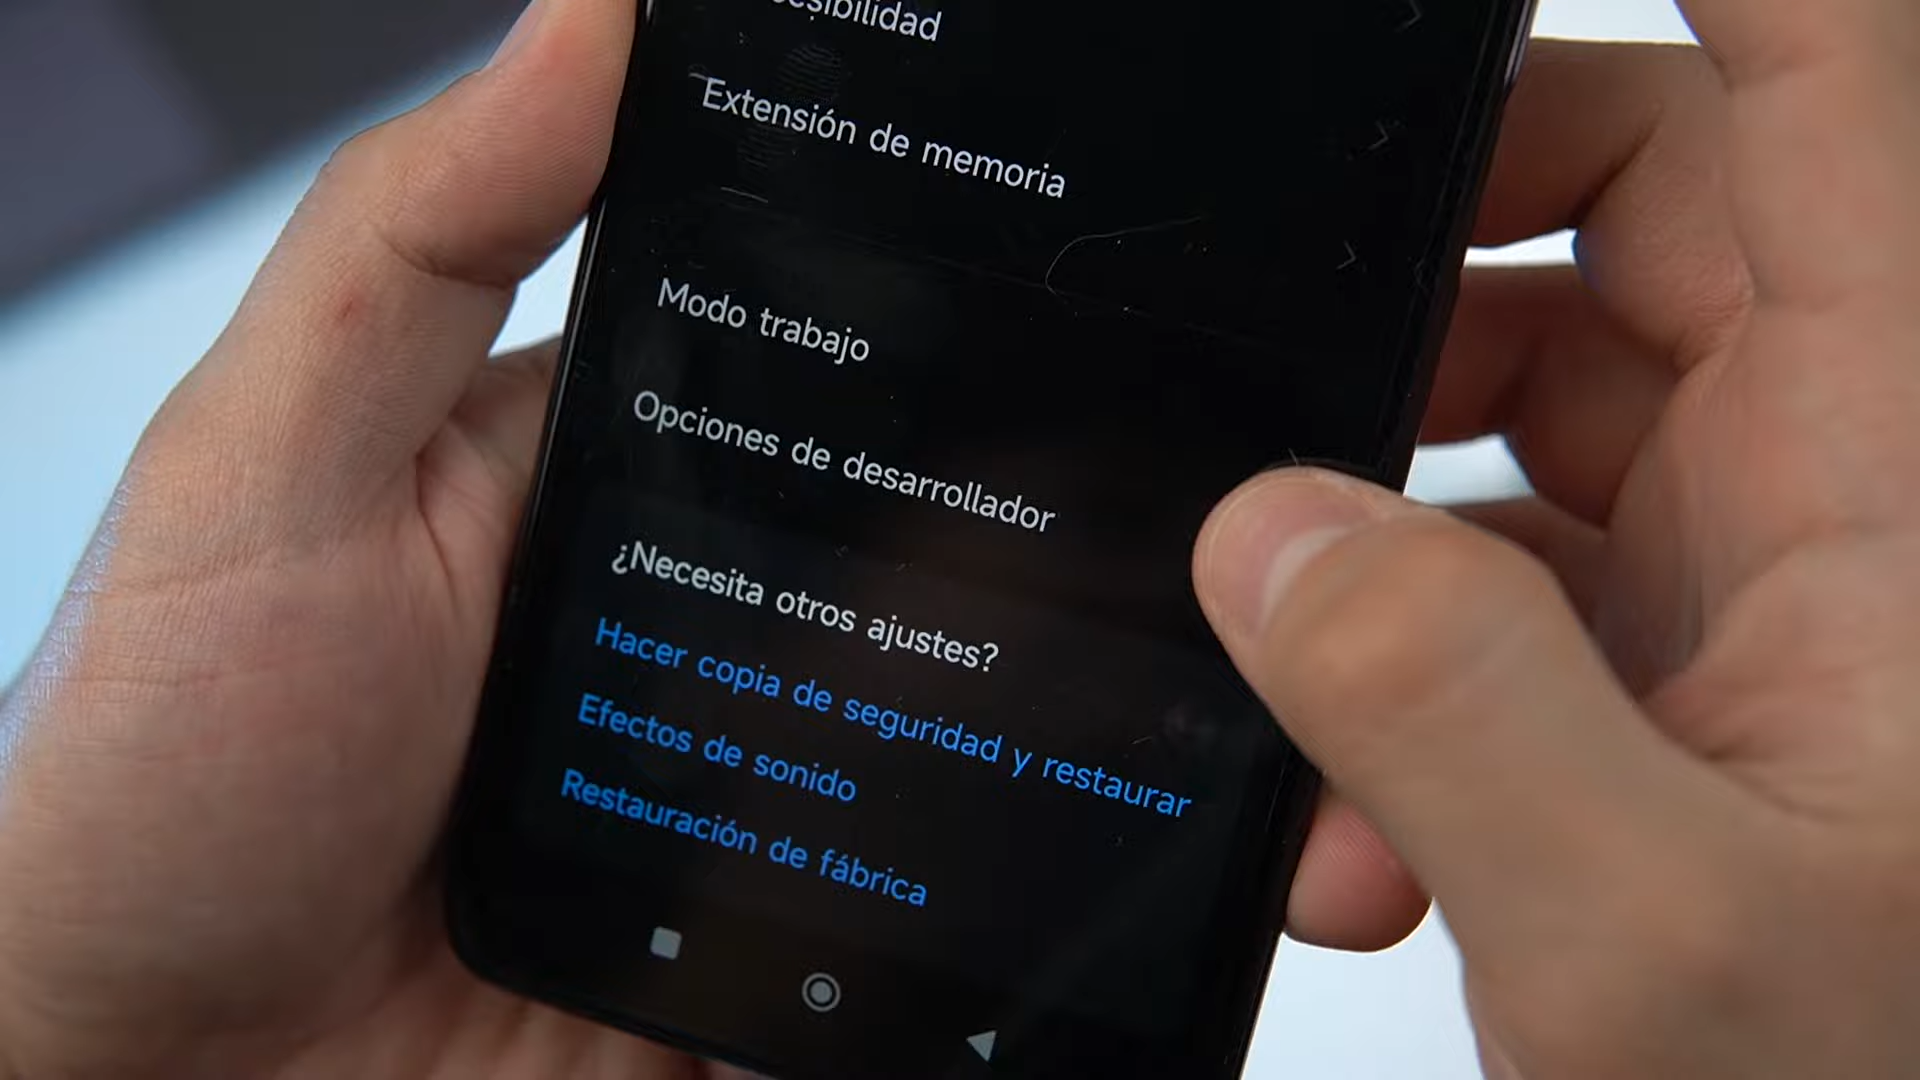 Extensión de memoria
Modo trabajo
Opciones de desarrollador
¿Necesita otros ajustes?
Hacer copia de seguridad y restaurar
Efectos de sonido
Restauración de fábrica